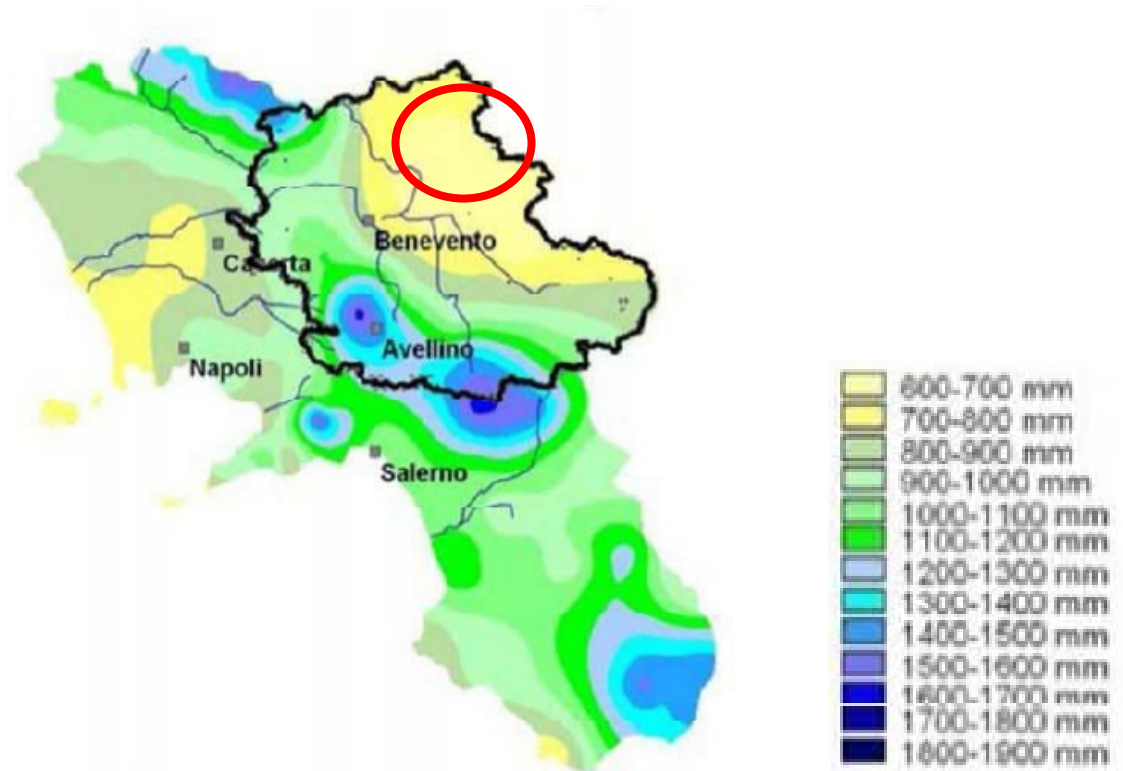 Benevento
Caserta
Avellino
Napoli
Salerno
600-700 mm
700-800 mm
800-900 mm
900-1000 mm
1000-1100 mm
1100-1200 mm
1200-1300 mm
1300-1400 mm
1400-1500 mm
1500-1600 mm
1600-1700 mm
1700-1800 mm
1800-1900 mm